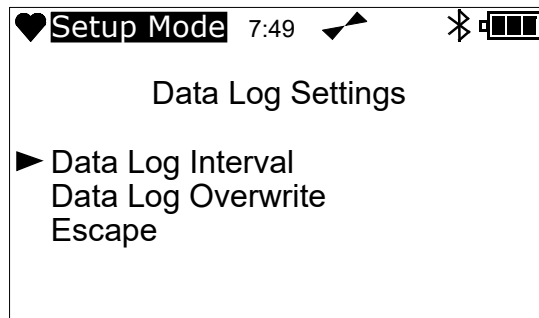 Setup Mode 7:49
Data Log Settings
Data Log Interval
Data Log Overwrite
Escape